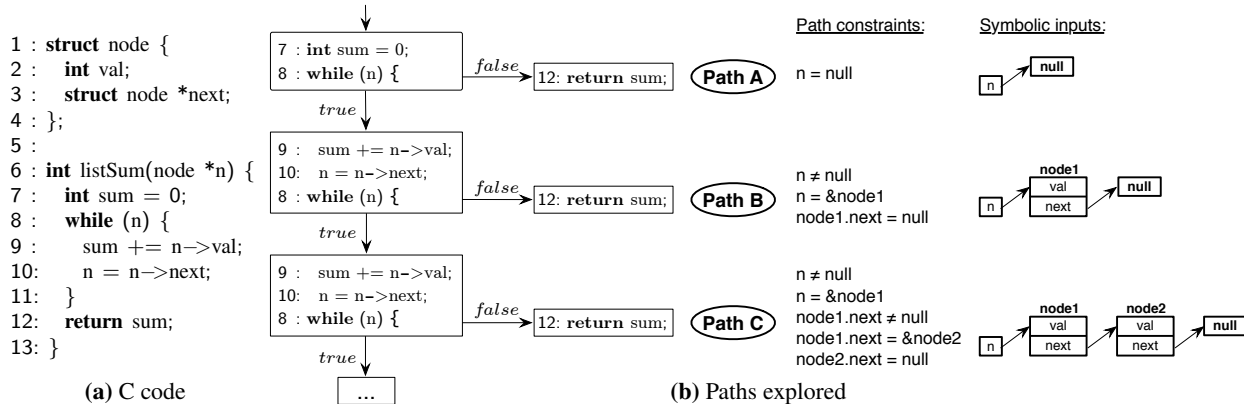 1 : struct node {
2 : int val;
3 : struct node *next;
4 : };
5 :
6 : int listSum(node *n) {
7 : int sum = 0;
8 : while (n) {
9 : sum += n->val;
10: n = n->next;
11: }
12: return sum;
13: }
(a) C code
7 : int sum = 0;
8 : while (n) {
false
12: return sum;
true
9 : sum += n->val;
10: n = n->next;
8 : while (n) {
false
12: return sum;
true
9 : sum += n->val;
10: n = n->next;
8 : while (n) {
false
12: return sum;
true
...
Path A
Path B
Path C
Path constraints:
n = null
n ≠ null
n = &node1
node1.next = null
n ≠ null
n = &node1
node1.next ≠ null
node1.next = &node2
node2.next = null
Symbolic inputs:
n
null
n
node1
val
next
null
n
node1
val
next
node2
val
next
null
(b) Paths explored